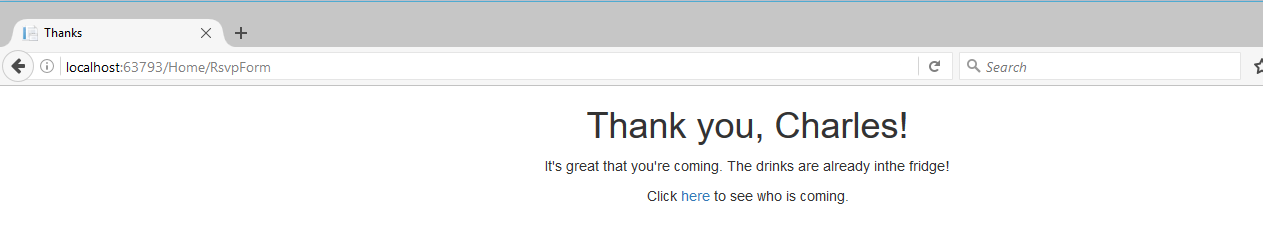 Thanks
localhost:63793/Home/RsvpForm
Search
Thank you, Charles!
It's great that you're coming. The drinks are already inthe fridge!
Click here to see who is coming.